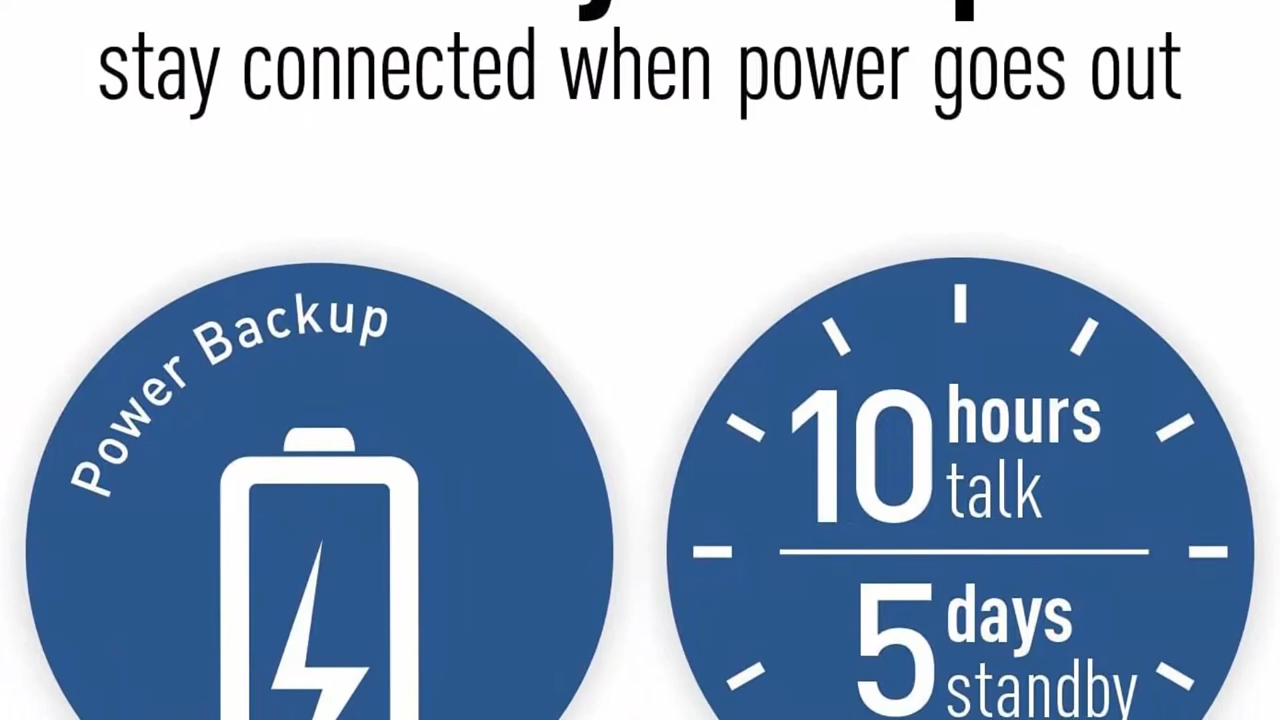 stay connected when power goes out
Power Backup
10 hours
talk
5 days
standby